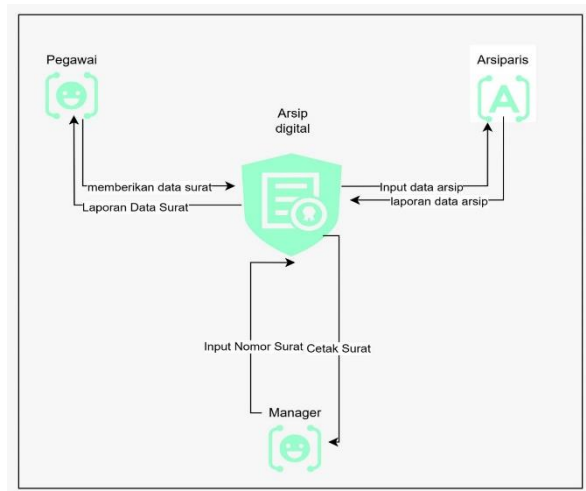 Pegawai
Arsiparis
A
Arsip
digital
memberikan data surat
Input data arsip
Laporan Data Surat
laporan data arsip
Input Nomor Surat
Cetak Surat
Manager